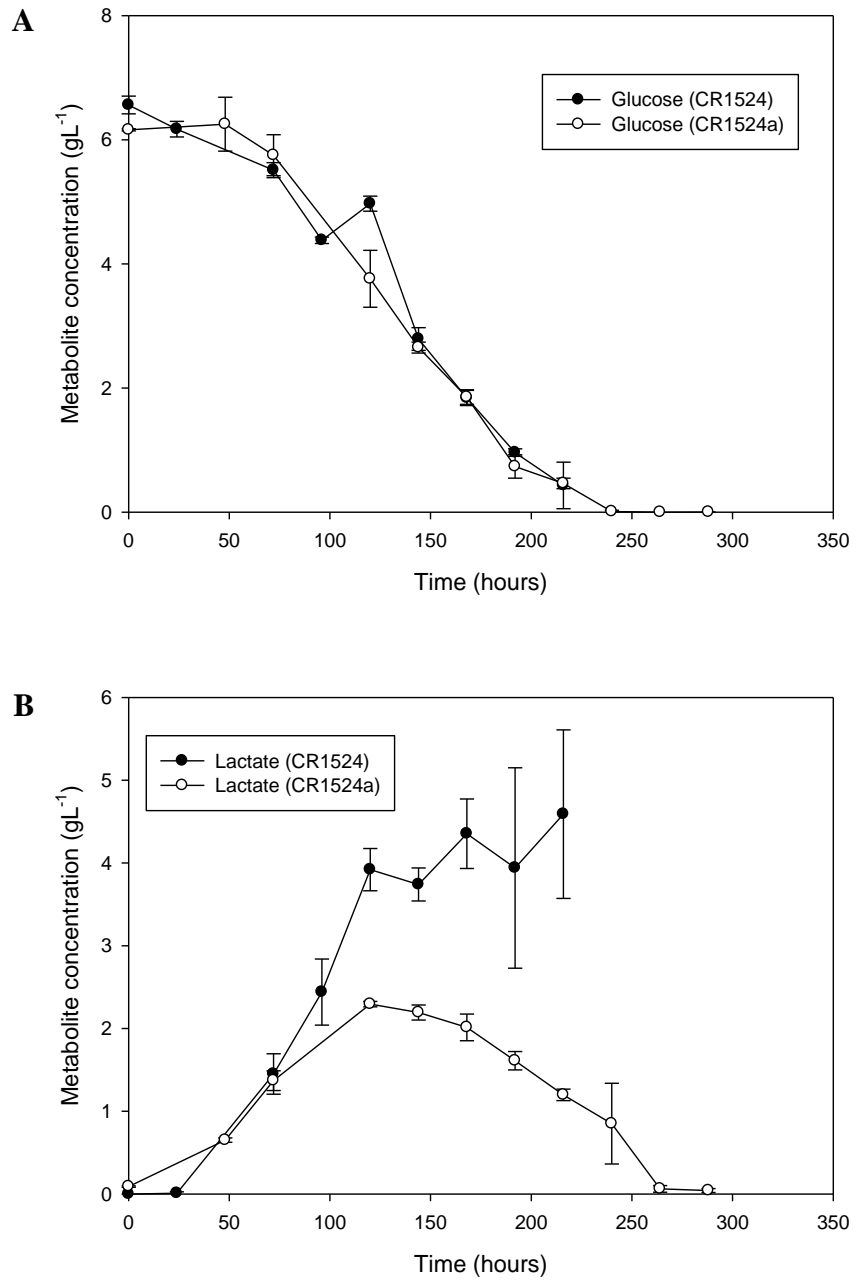 A
8
6
4
2
0
Metabolite concentration (gL-1)
Glucose (CR1524)
Glucose (CR1524a)
0 50 100 150 200 250 300 350
Time (hours)
B
6
5
4
3
2
1
0
Metabolite concentration (gL-1)
Lactate (CR1524)
Lactate (CR1524a)
0 50 100 150 200 250 300 350
Time (hours)